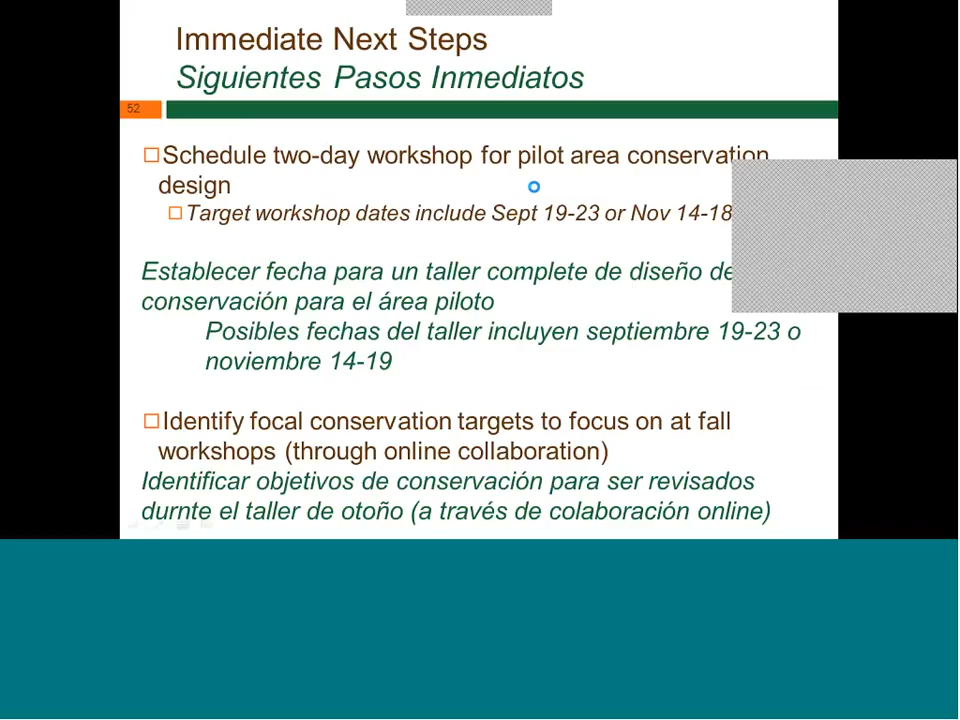 Immediate Next Steps
Siguientes Pasos Inmediatos
52
Schedule two-day workshop for pilot area conservation
design
Target workshop dates include Sept 19-23 or Nov 14-18
Establecer fecha para un taller complete de diseño de
conservación para el área piloto
Posibles fechas del taller incluyen septiembre 19-23 o
noviembre 14-19
Identify focal conservation targets to focus on at fall
workshops (through online collaboration)
Identificar objetivos de conservación para ser revisados
durnte el taller de otoño (a través de colaboración online)